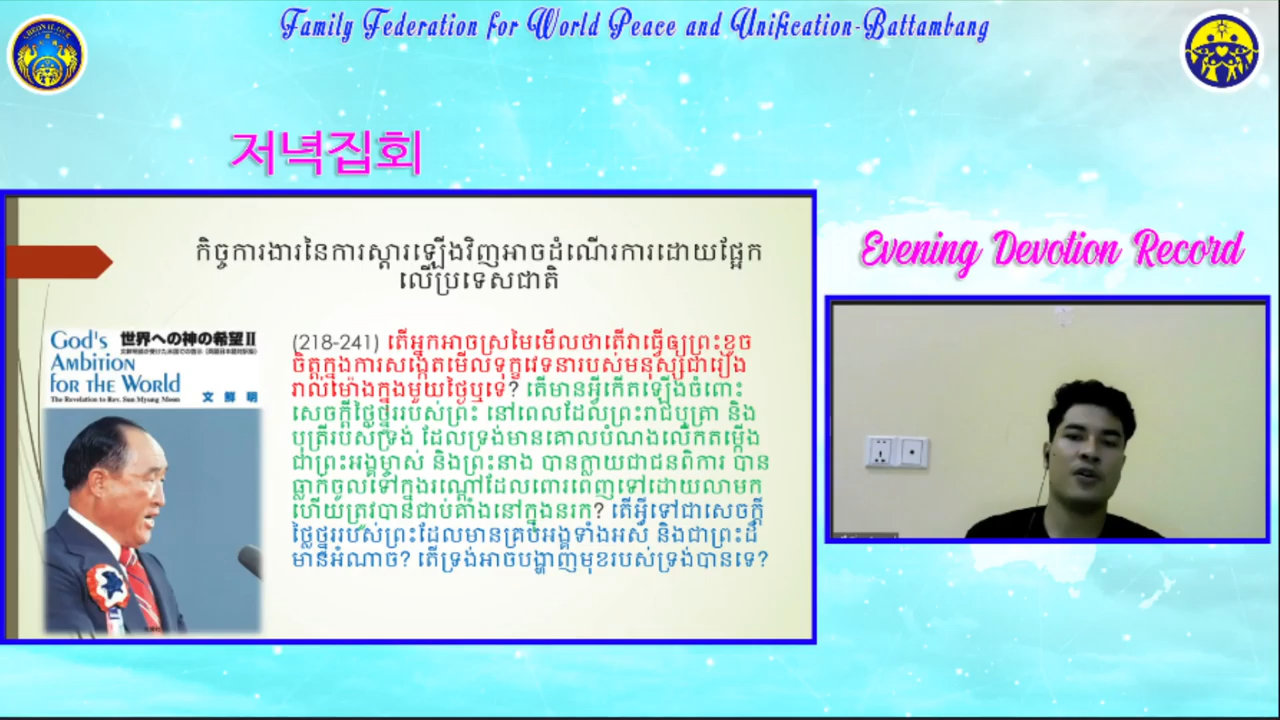 Family Federation for World Peace and Unification-Battambang
저녁집회
កិច្ចការងារនៃការស្តារឡើងវិញអាចដំណើរការដោយផ្អែក
លើប្រទេសជាតិ
God's
AMBITION
FOR THE WORLD
世界への神の希望II
The Revelation to Rev. Sun Myung Moon
文 鮮 明
(218-241) តើអ្នកអាចស្រមៃមើលថាតើវាធ្វើឲ្យព្រះខូច
ចិត្តក្នុងការសង្កេតមើលទុក្ខវេទនារបស់មនុស្សជារៀង
រាល់ម៉ោងក្នុងមួយថ្ងៃឬទេ? តើមានអ្វីកើតឡើងចំពោះ
សេចក្តីថ្លៃថ្នូររបស់ព្រះ នៅពេលដែលព្រះរាជបុត្រា និង
បុត្រីរបស់ទ្រង់ ដែលទ្រង់មានគោលបំណងលើកតម្កើង
ជាព្រះអង្គម្ចាស់ និងព្រះនាង បានក្លាយជាជនពិការ បាន
ធ្លាក់ចូលទៅក្នុងរណ្តៅដែលពោរពេញទៅដោយលាមក
ហើយត្រូវបានជាប់គាំងនៅក្នុងនរក? តើអ្វីទៅជាសេចក្តី
ថ្លៃថ្នូររបស់ព្រះដែលមានគ្រប់អង្គទាំងអស់ និងជាព្រះដ៏
មានអំណាច? តើទ្រង់អាចបង្ហាញមុខរបស់ទ្រង់បានទេ?
Evening Devotion Record